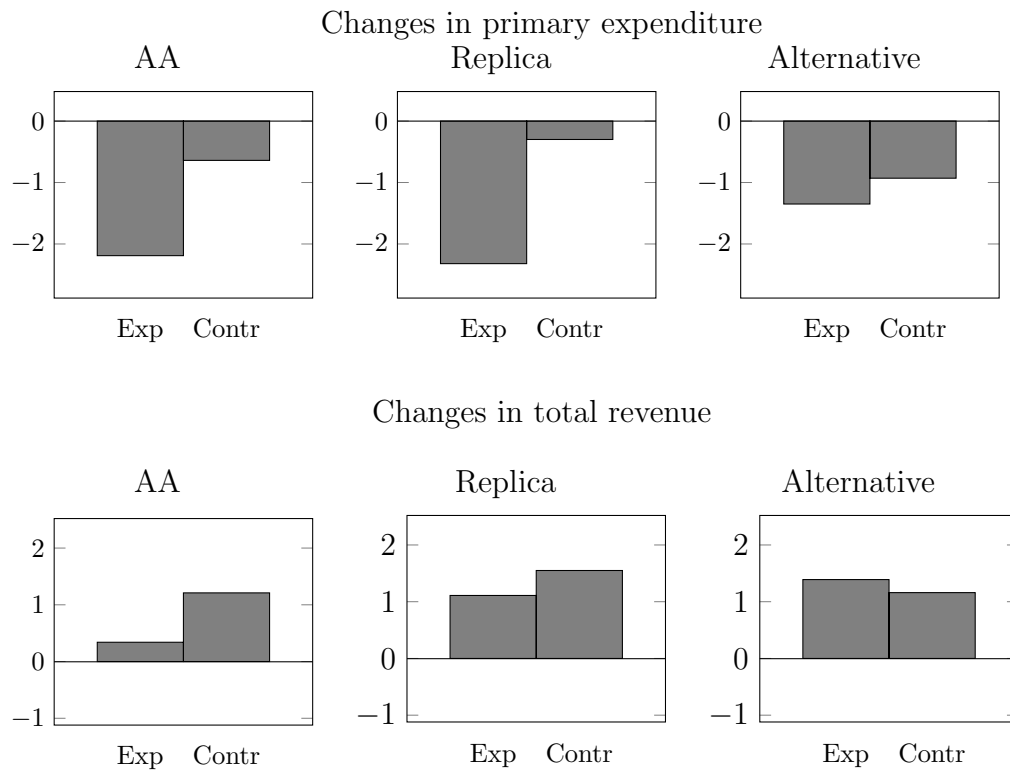 Changes in primary expenditure
AA Replica Alternative
0 0 0
−1 −1 −1
−2 −2 −2
Exp Contr Exp Contr Exp Contr
Changes in total revenue
AA Replica Alternative
2 2 2
1 1 1
0 0 0
−1 −1 −1
Exp Contr Exp Contr Exp Contr